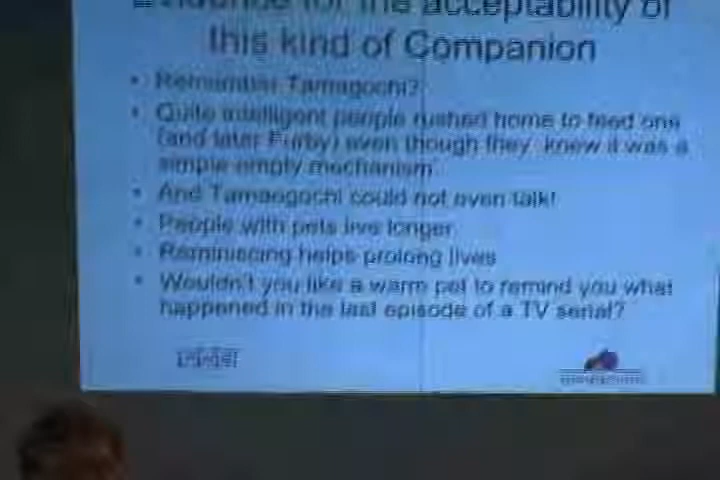 Evidence for the acceptability of
this kind of Companion
• Remember Tamagochi?
• Quite intelligent people rushed home to feed one
(and later Furby) even though they knew it was a
simple empty mechanism
• And Tamaogochi could not even talk!
• People with pets live longer
• Reminiscing helps prolong lives
• Wouldn't you like a warm pet to remind you what
happened in the last episode of a TV serial?